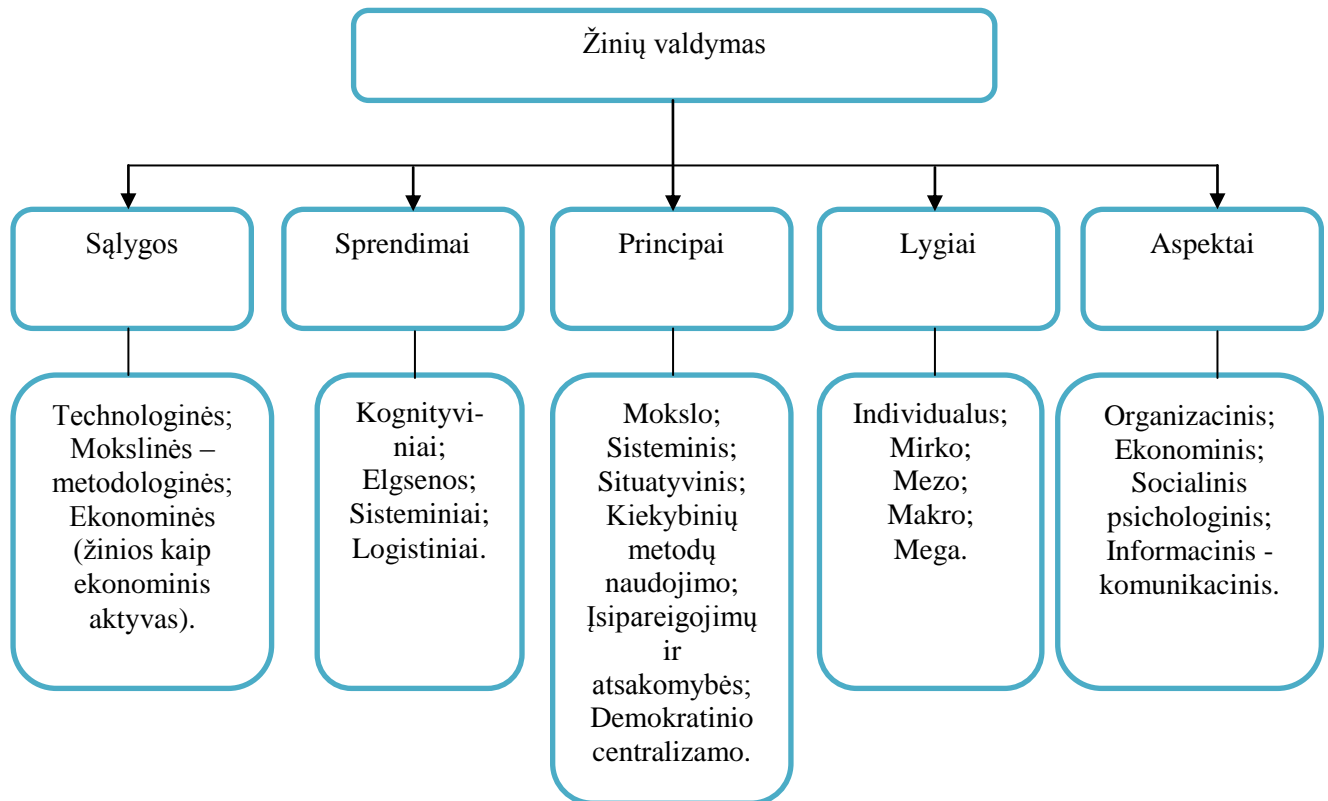 Žinių valdymas
Sąlygos
Sprendimai
Principai
Lygiai
Aspektai
Technologinės;
Mokslinės –
metodologinės;
Ekonominės
(žinios kaip
ekonominis
aktyvas).
Kognityvi-
niai;
Elgsenos;
Sisteminiai;
Logistiniai.
Mokslo;
Sisteminis;
Situatyvinis;
Kiekybinių
metodų
naudojimo;
Įsipareigojimų
ir
atsakomybės;
Demokratinio
centralizamo.
Individualus;
Mirko;
Mezo;
Makro;
Mega.
Organizacinis;
Ekonominis;
Socialinis
psichologinis;
Informacinis -
komunikacinis.